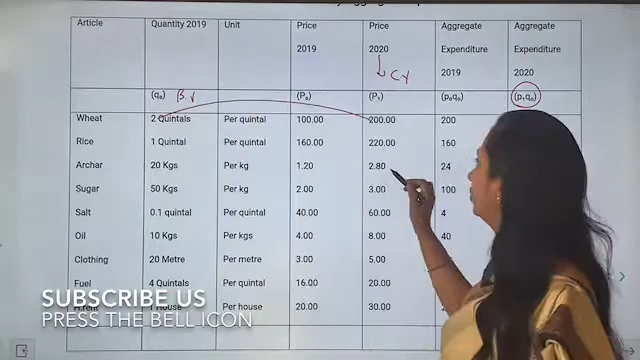 Article Quantity 2019 Unit Price Price Aggregate Aggregate
2019 2020 Expenditure Expenditure
CY 2019 2020
(q₀) B.Y (P₀) (P₁) (p₀q₀) (p₁q₀)
Wheat 2 Quintals Per quintal 100.00 200.00 200
Rice 1 Quintal Per quintal 160.00 220.00 160
Archar 20 Kgs Per kg 1.20 2.80 24
Sugar 50 Kgs Per kg 2.00 3.00 100
Salt 0.1 quintal Per quintal 40.00 60.00 4
Oil 10 Kgs Per kgs 4.00 8.00 40
Clothing 20 Metre Per metre 3.00 5.00
Fuel 4 Quintals Per quintal 16.00 20.00
H.rent 1 House Per house 20.00 30.00
SUBSCRIBE US
PRESS THE BELL ICON